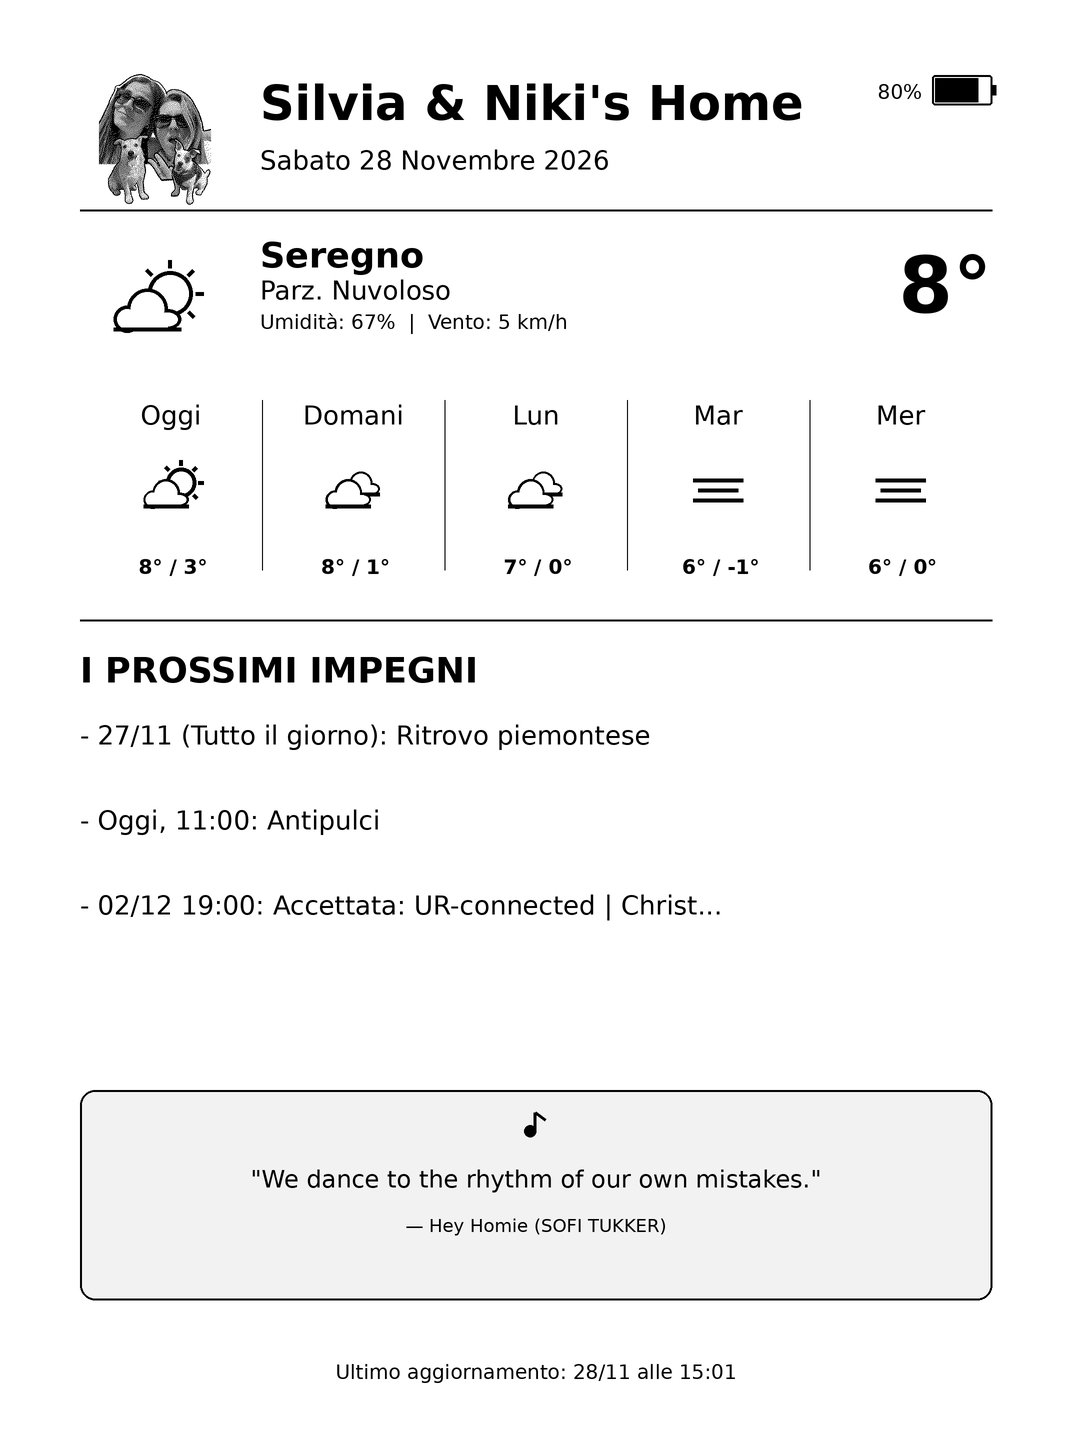 Silvia & Niki's Home
80%
Sabato 28 Novembre 2026
Seregno
Parz. Nuvoloso
Umidità: 67% | Vento: 5 km/h
8°
Oggi
Domani
Lun
Mar
Mer
8° / 3°
8° / 1°
7° / 0°
6° / -1°
6° / 0°
I PROSSIMI IMPEGNI
- 27/11 (Tutto il giorno): Ritrovo piemontese
- Oggi, 11:00: Antipulci
- 02/12 19:00: Accettata: UR-connected | Christ...
"We dance to the rhythm of our own mistakes."
— Hey Homie (SOFI TUKKER)
Ultimo aggiornamento: 28/11 alle 15:01